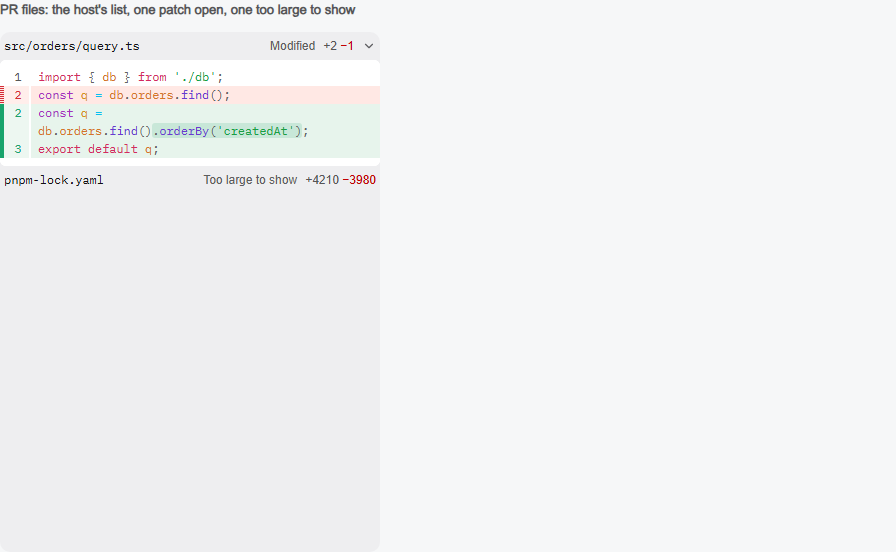 PR files: the host's list, one patch open, one too large to show
src/orders/query.ts Modified +2 −1
1 import { db } from './db';
2 const q = db.orders.find();
2 const q =
db.orders.find().orderBy('createdAt');
3 export default q;
pnpm-lock.yaml Too large to show +4210 −3980